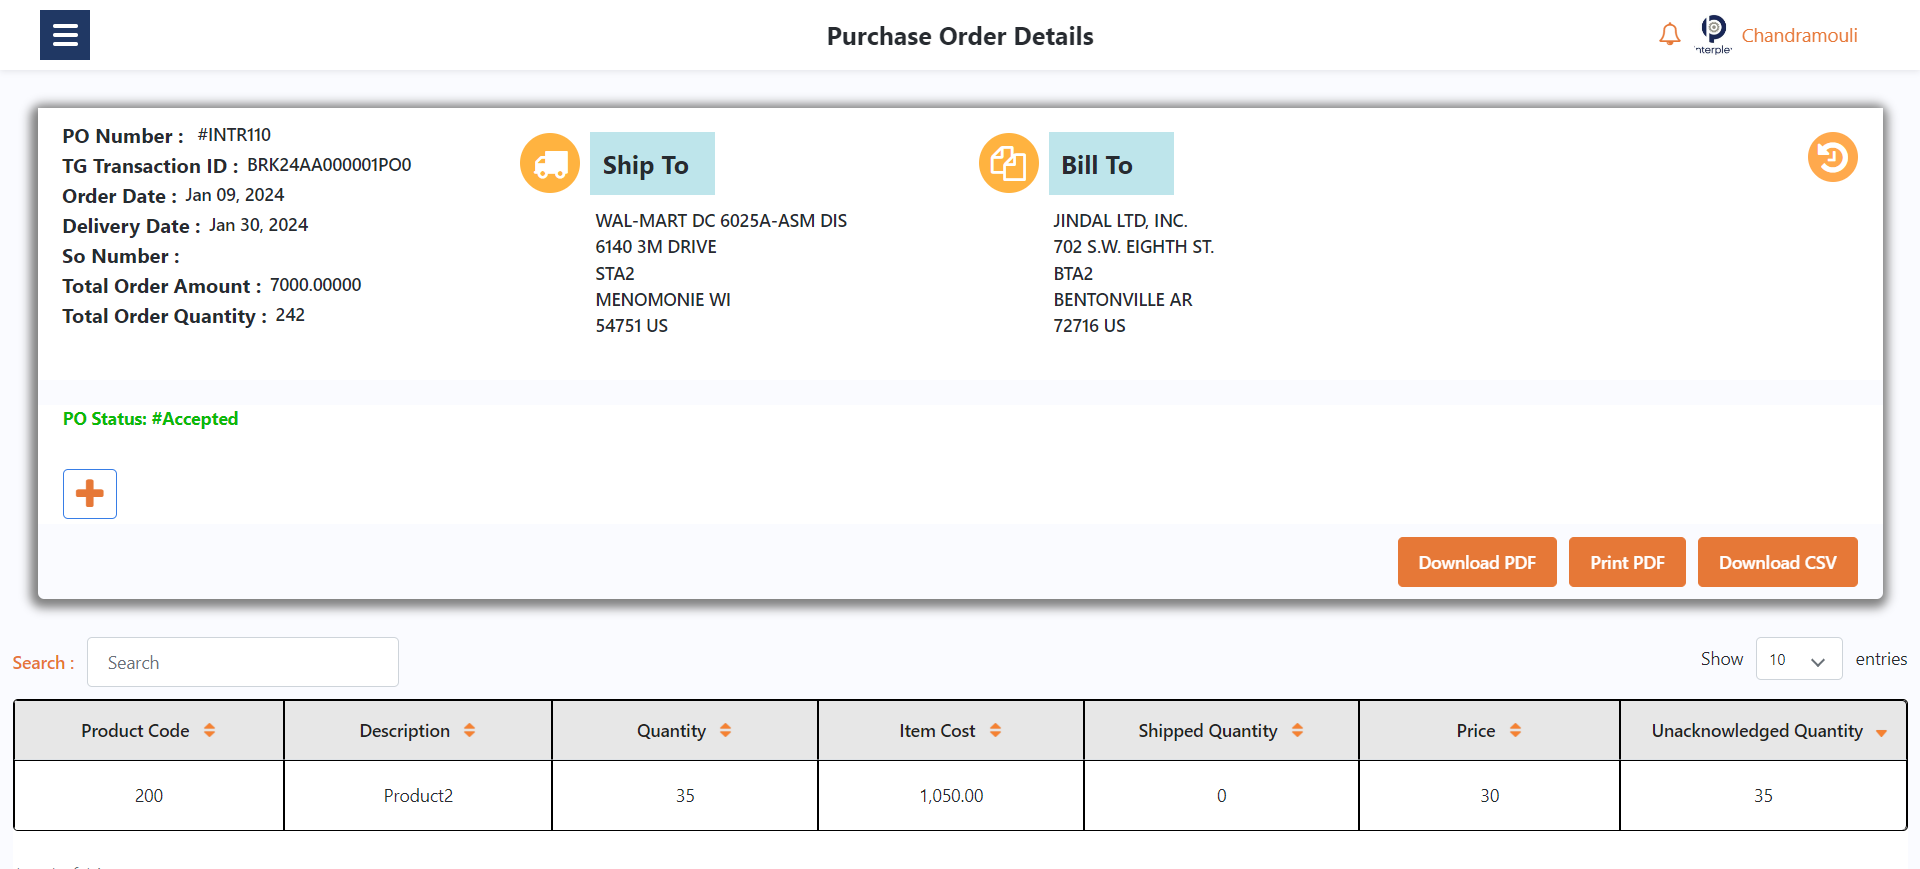 Purchase Order Details
nterple
Chandramouli
PO Number : #INTR110
TG Transaction ID : BRK24AA000001PO0
Order Date : Jan 09, 2024
Delivery Date : Jan 30, 2024
So Number :
Total Order Amount : 7000.00000
Total Order Quantity : 242
Ship To
WAL-MART DC 6025A-ASM DIS
6140 3M DRIVE
STA2
MENOMONIE WI
54751 US
Bill To
JINDAL LTD, INC.
702 S.W. EIGHTH ST.
BTA2
BENTONVILLE AR
72716 US
PO Status: #Accepted
Download PDF Print PDF Download CSV
Search : Search
Show 10 entries
Product Code Description Quantity Item Cost Shipped Quantity Price Unacknowledged Quantity
200 Product2 35 1,050.00 0 30 35